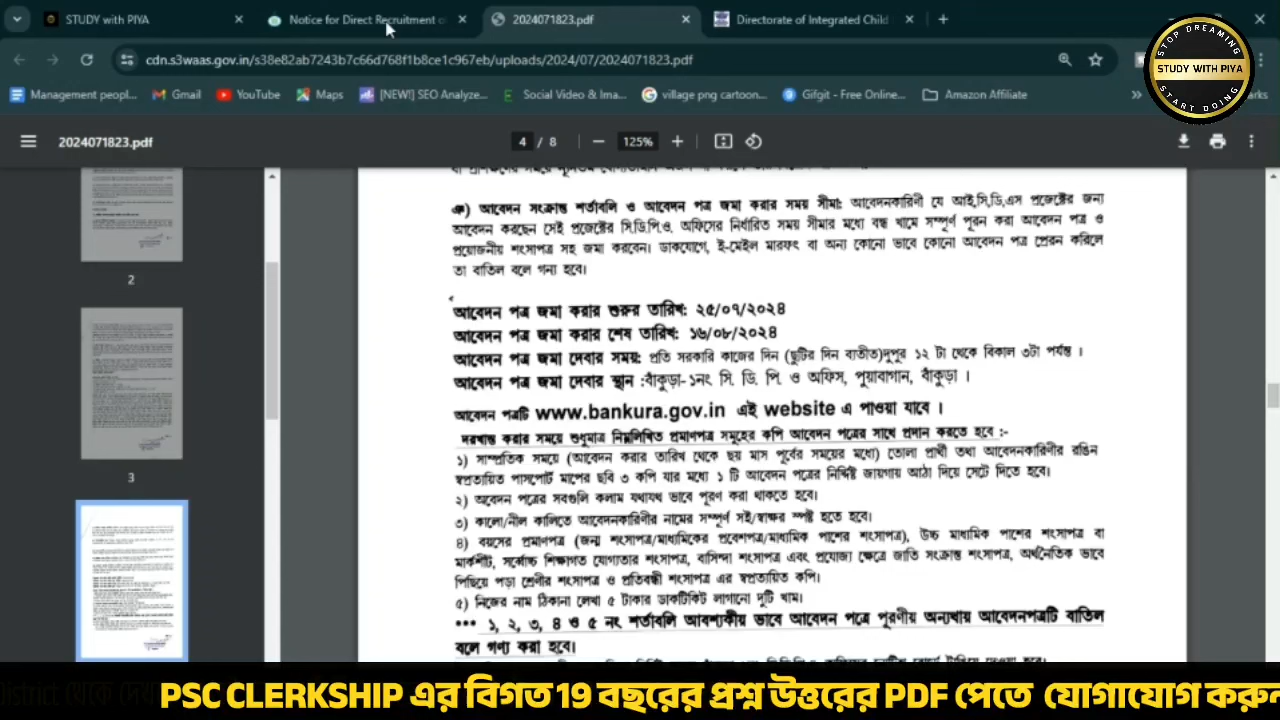 STUDY with PIYA
Notice for Direct Recruitment o
2024071823.pdf
Directorate of Integrated Child
cdn.s3waas.gov.in/s38e82ab7243b7c66d768f1b8ce1c967eb/uploads/2024/07/2024071823.pdf
Management peopl...
Gmail
YouTube
Maps
[NEW!] SEO Analyze...
Social Video & Ima...
village png cartoon...
Gifgit - Free Online...
Amazon Affiliate
STOP DREAMING
STUDY WITH PIYA
START DOING
2024071823.pdf
4 / 8
125%
2
3
ঞ) আবেদন সংক্রান্ত শর্তাবলি ও আবেদন পত্র জমা করার সময় সীমাঃ আবেদনকারিণী যে আই,সি,ডি,এস প্রজেক্টের জন্য
আবেদন করছেন সেই প্রজেক্টের সি.ডি.পি.ও, অফিসের নির্ধারিত সময় সীমার মধ্যে বন্ধ খামে সম্পূর্ণ পূরন করা আবেদন পত্র ও
প্রয়োজনীয় শংসাপত্র সহ জমা করবেন। ডাকযোগে, ই-মেইল মারফৎ বা অন্য কোনো ভাবে কোনো আবেদন পত্র প্রেরন করিলে
তা বাতিল বলে গন্য হবে।
আবেদন পত্র জমা করার শুরুর তারিখ: ২৫/০৭/২০২৪
আবেদন পত্র জমা করার শেষ তারিখ: ১৬/০৮/২০২৪
আবেদন পত্র জমা দেবার সময়: প্রতি সরকারি কাজের দিন (ছুটির দিন ব্যতীত)দুপুর ১২ টা থেকে বিকাল ৩টা পর্যন্ত ।
আবেদন পত্র জমা দেবার স্থান :বাঁকুড়া-১নং সি. ডি. পি. ও অফিস, পুয়াবাগান, বাঁকুড়া ।
আবেদন পত্রটি www.bankura.gov.in এই website এ পাওয়া যাবে ।
দরখাস্ত করার সময়ে শুধুমাত্র নিম্নলিখিত প্রমাণপত্র সমূহের কপি আবেদন পত্রের সাথে প্রদান করতে হবে :-
১) সাম্প্রতিক সময়ে (আবেদন করার তারিখ থেকে ছয় মাস পূর্বের সময়ের মধ্যে) তোলা প্রার্থী তথা আবেদনকারিণীর রঙিন
স্বপ্রত্যয়িত পাসপোর্ট মাপের ছবি ৩ কপি যার মধ্যে ১ টি আবেদন পত্রের নির্দিষ্ট জায়গায় আঠা দিয়ে সেটে দিতে হবে।
২) আবেদন পত্রের সবগুলি কলাম যথাযথ ভাবে পূরণ করা থাকতে হবে।
৩) কালো/নীল কালিতে আবেদনকারিণীর নামের সম্পূর্ণ সই/স্বাক্ষর স্পষ্ট হতে হবে।
৪) বয়সের প্রমাণপত্র (জন্ম শংসাপত্র/মাধ্যমিকের প্রবেশপত্র/মাধ্যমিক পাশের শংসাপত্র), উচ্চ মাধ্যমিক পাশের শংসাপত্র বা
মার্কশীট, সর্বোচ্চ শিক্ষাগত যোগ্যতার শংসাপত্র, বাসিন্দা শংসাপত্র এবং প্রযোজ্য ক্ষেত্রে জাতি সংক্রান্ত শংসাপত্র, অর্থনৈতিক ভাবে
পিছিয়ে পড়া শ্রেণীর শংসাপত্র ও প্রতিবন্ধী শংসাপত্র এর স্বপ্রত্যয়িত কপি।
৫) নিজের নাম ঠিকানা লেখা ৫ টাকার ডাকটিকিট লাগানো দুটি খাম।
*** ১, ২, ৩, ৪ ও ৫ নং শর্তাবলি আবশ্যকীয় ভাবে আবেদন পত্রে পূরণীয় অন্যথায় আবেদনপত্রটি বাতিল
বলে গণ্য করা হবে।
PSC CLERKSHIP এর বিগত 19 বছরের প্রশ্ন উত্তরের PDF পেতে যোগাযোগ করুন